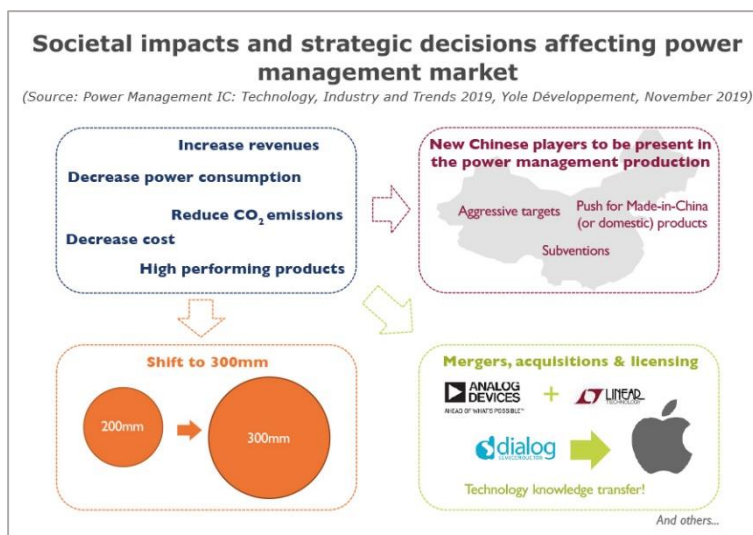 Societal impacts and strategic decisions affecting power
management market
(Source: Power Management IC: Technology, Industry and Trends 2019, Yole Développement, November 2019)
Increase revenues
Decrease power consumption
Reduce CO2 emissions
Decrease cost
High performing products
New Chinese players to be present in
the power management production
Aggressive targets
Push for Made-in-China
(or domestic) products
Subventions
Shift to 300mm
200mm
300mm
Mergers, acquisitions & licensing
ANALOG
DEVICES
AHEAD OF WHAT'S POSSIBLE™
+
LINEAR
TECHNOLOGY
dialog
SEMICONDUCTOR
Technology knowledge transfer!
And others...